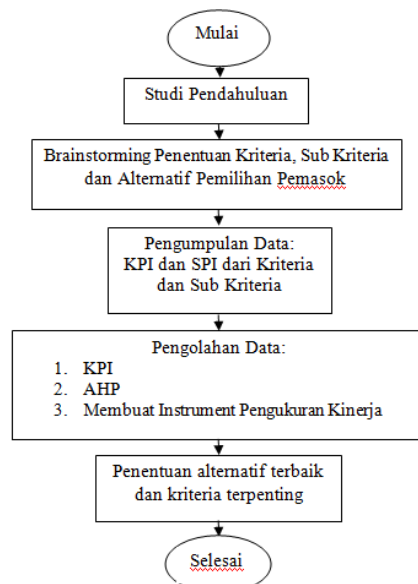 Mulai
Studi Pendahuluan
Brainstorming Penentuan Kriteria, Sub Kriteria
dan Alternatif Pemilihan Pemasok
Pengumpulan Data:
KPI dan SPI dari Kriteria
dan Sub Kriteria
Pengolahan Data:
1. KPI
2. AHP
3. Membuat Instrument Pengukuran Kinerja
Penentuan alternatif terbaik
dan kriteria terpenting
Selesai